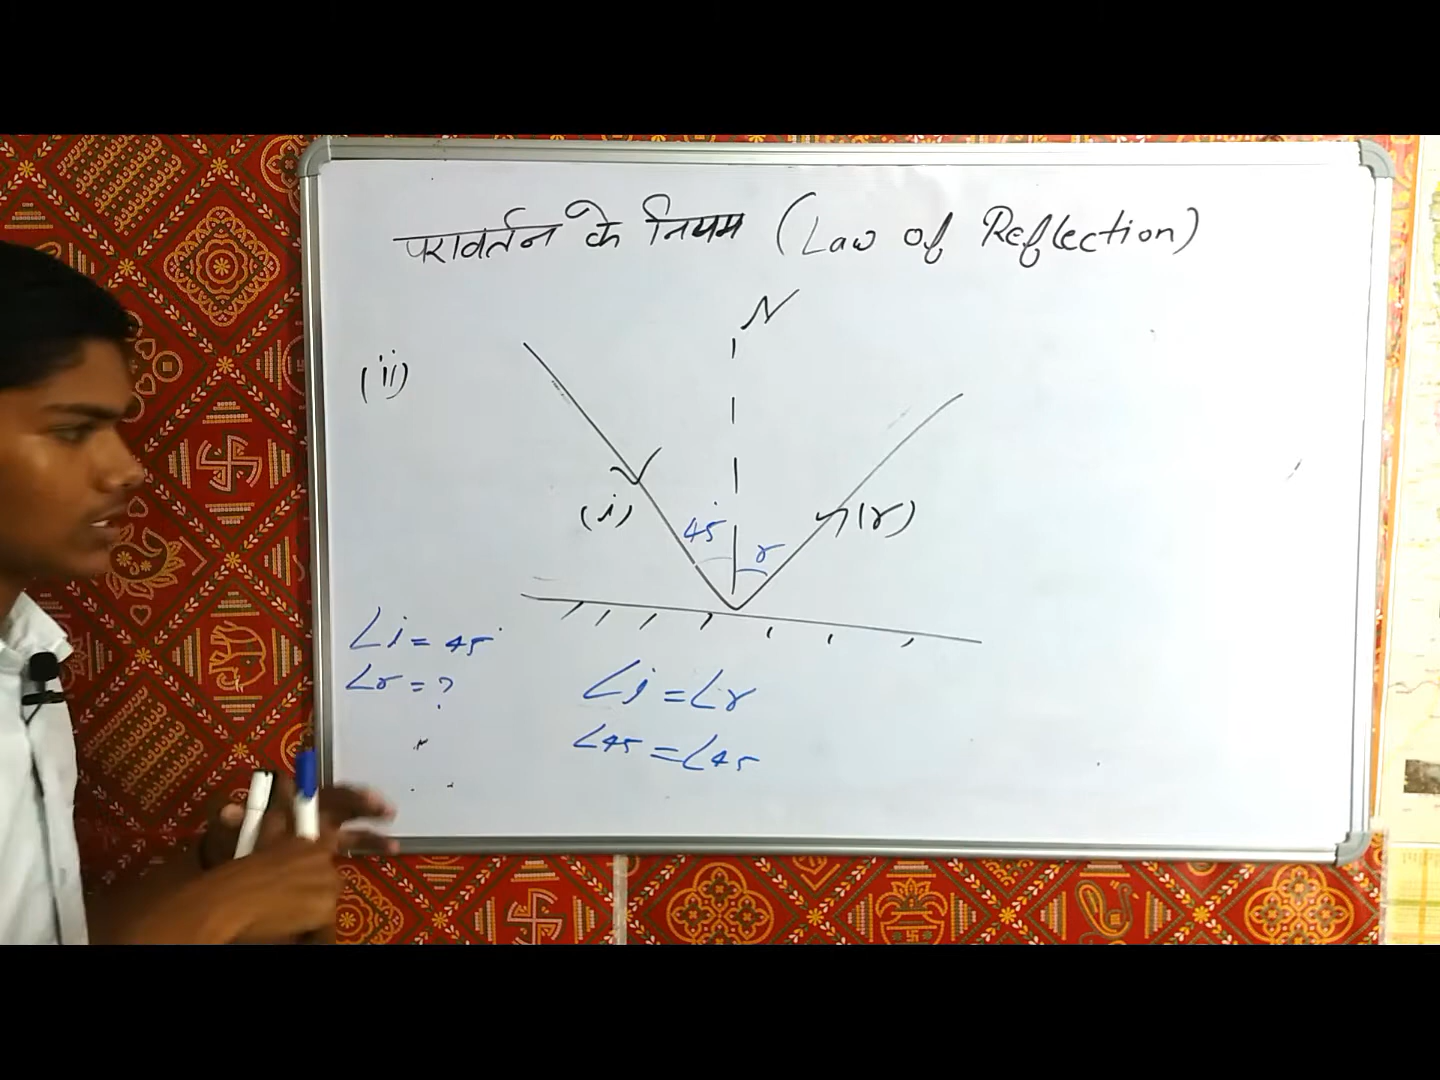 परावर्तन के नियम (Law of Reflection)
N
(ii)
(i)
(r)
45°
r
∠i = 45°
∠r = ?
∠i = ∠r
∠45 = ∠45